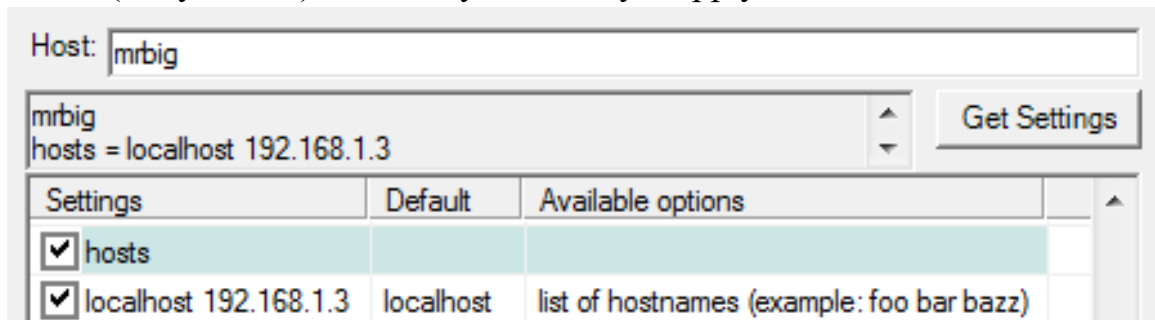 Host: mrbig
mrbig
hosts = localhost 192.168.1.3
Get Settings
Settings Default Available options
hosts
localhost 192.168.1.3 localhost list of hostnames (example: foo bar bazz)